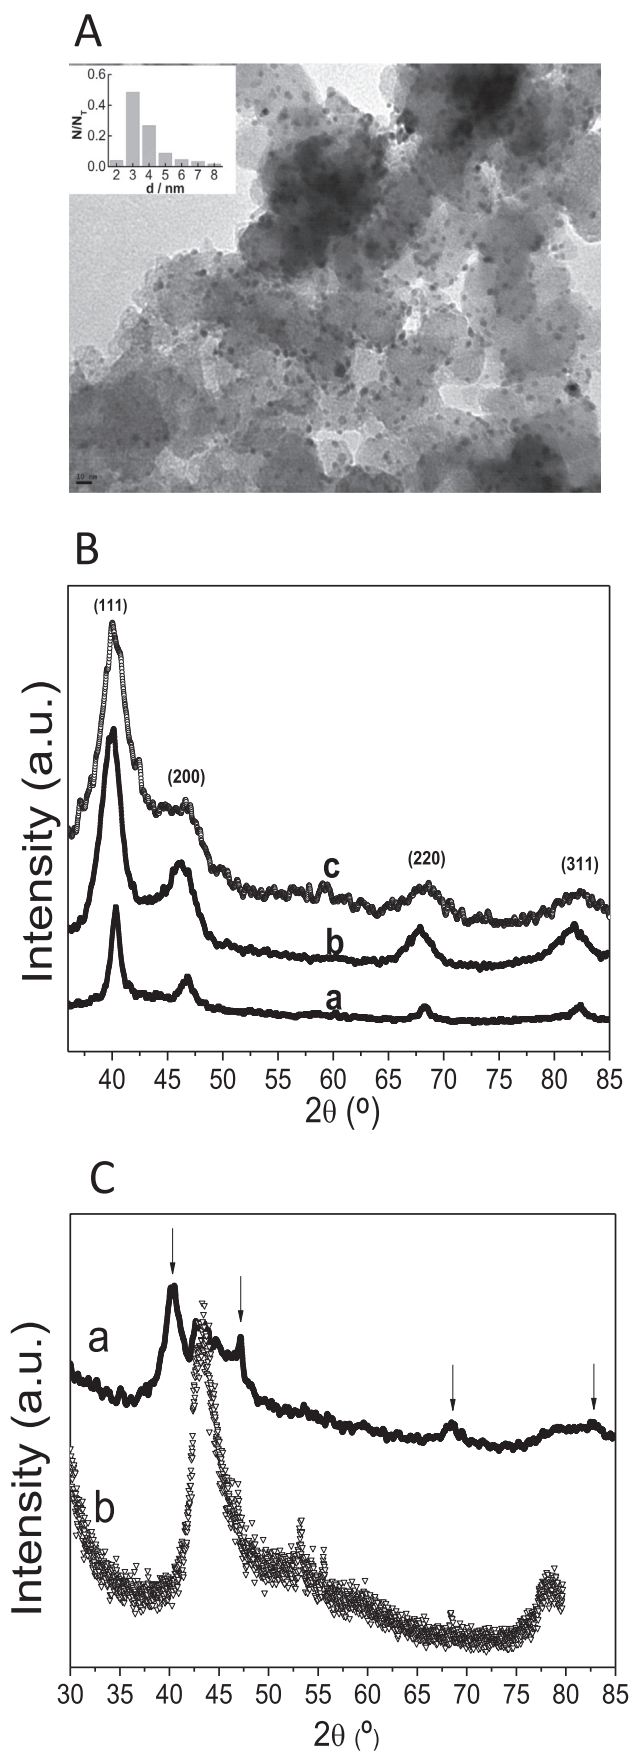 A
0.6
0.4
0.2
0.0
N/N_T
2 3 4 5 6 7 8
d / nm
10 nm
B
(111)
(200)
(220)
(311)
c
b
a
Intensity (a.u.)
40 45 50 55 60 65 70 75 80 85
2θ (º)
C
a
b
Intensity (a.u.)
30 35 40 45 50 55 60 65 70 75 80 85
2θ (º)